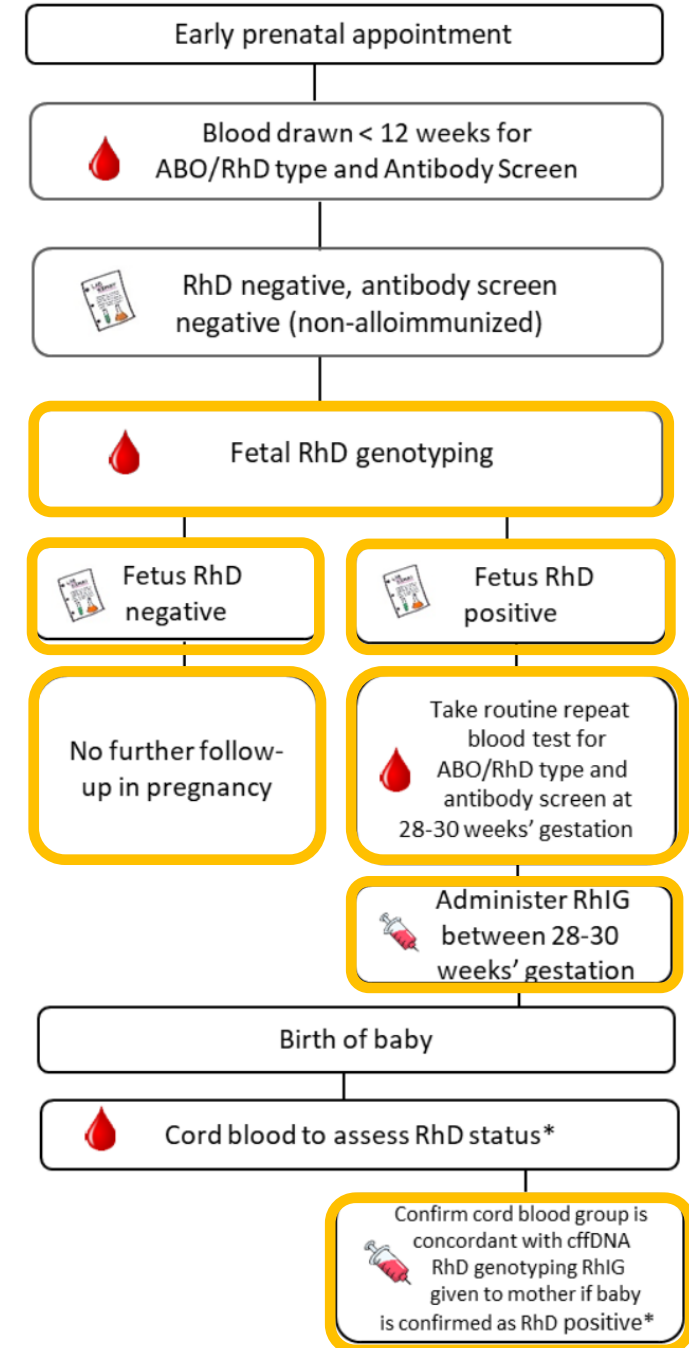 Early prenatal appointment
Blood drawn < 12 weeks for
ABO/RhD type and Antibody Screen
RhD negative, antibody screen
negative (non-alloimmunized)
Fetal RhD genotyping
Fetus RhD
negative
Fetus RhD
positive
No further follow-
up in pregnancy
Take routine repeat
blood test for
ABO/RhD type and
antibody screen at
28-30 weeks' gestation
Administer RhIG
between 28-30
weeks' gestation
Birth of baby
Cord blood to assess RhD status*
Confirm cord blood group is
concordant with cffDNA
RhD genotyping RhIG
given to mother if baby
is confirmed as RhD positive*